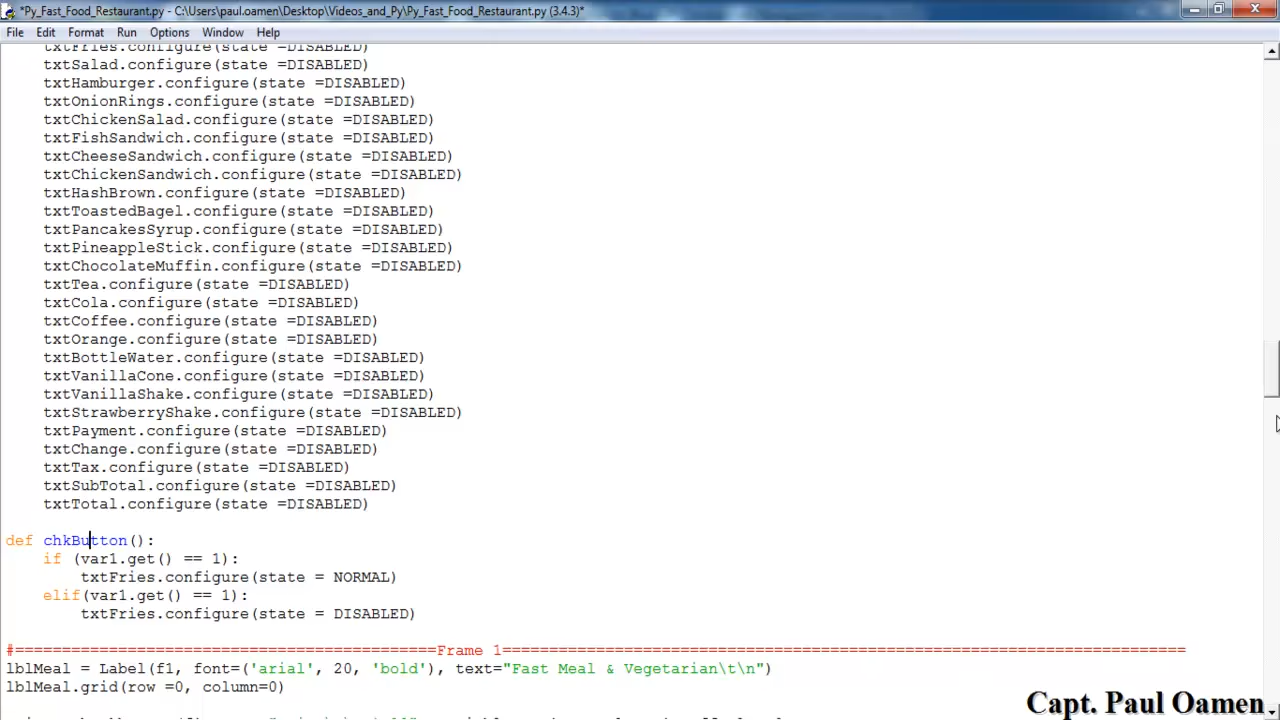 *Py_Fast_Food_Restaurant.py - C:\Users\paul.oamen\Desktop\Videos_and_Py\Py_Fast_Food_Restaurant.py (3.4.3)*
File Edit Format Run Options Window Help
txtFries.configure(state =DISABLED)
txtSalad.configure(state =DISABLED)
txtHamburger.configure(state =DISABLED)
txtOnionRings.configure(state =DISABLED)
txtChickenSalad.configure(state =DISABLED)
txtFishSandwich.configure(state =DISABLED)
txtCheeseSandwich.configure(state =DISABLED)
txtChickenSandwich.configure(state =DISABLED)
txtHashBrown.configure(state =DISABLED)
txtToastedBagel.configure(state =DISABLED)
txtPancakesSyrup.configure(state =DISABLED)
txtPineappleStick.configure(state =DISABLED)
txtChocolateMuffin.configure(state =DISABLED)
txtTea.configure(state =DISABLED)
txtCola.configure(state =DISABLED)
txtCoffee.configure(state =DISABLED)
txtOrange.configure(state =DISABLED)
txtBottleWater.configure(state =DISABLED)
txtVanillaCone.configure(state =DISABLED)
txtVanillaShake.configure(state =DISABLED)
txtStrawberryShake.configure(state =DISABLED)
txtPayment.configure(state =DISABLED)
txtChange.configure(state =DISABLED)
txtTax.configure(state =DISABLED)
txtSubTotal.configure(state =DISABLED)
txtTotal.configure(state =DISABLED)
def chkButton():
if (var1.get() == 1):
txtFries.configure(state = NORMAL)
elif(var1.get() == 1):
txtFries.configure(state = DISABLED)
#==============================================Frame 1=========================================================================
lblMeal = Label(f1, font=('arial', 20, 'bold'), text="Fast Meal & Vegetarian\t\n")
lblMeal.grid(row =0, column=0)
Capt. Paul Oamen